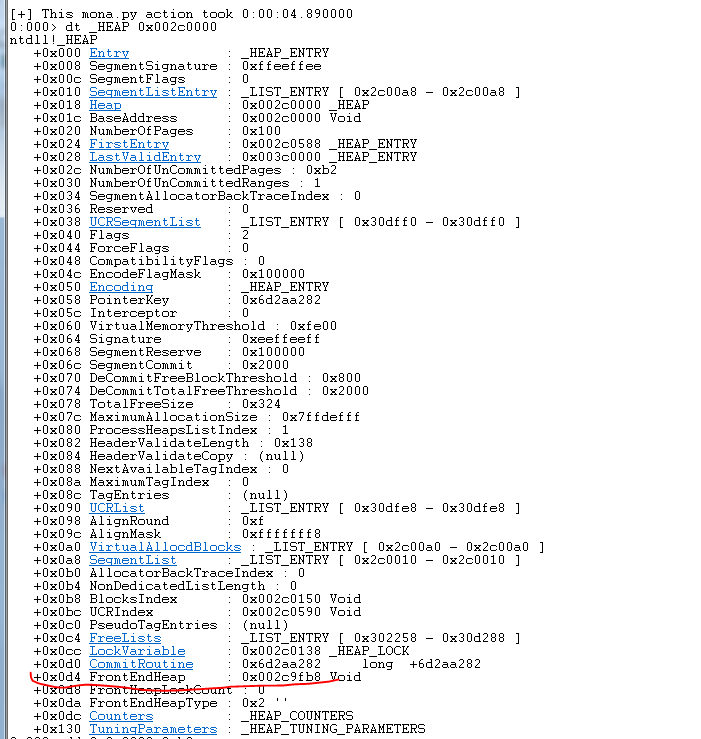 [+] This mona.py action took 0:00:04.890000
0:000> dt _HEAP 0x002c0000
ntdll!_HEAP
+0x000 Entry : _HEAP_ENTRY
+0x008 SegmentSignature : 0xffeeffee
+0x00c SegmentFlags : 0
+0x010 SegmentListEntry : _LIST_ENTRY [ 0x2c00a8 - 0x2c00a8 ]
+0x018 Heap : 0x002c0000 _HEAP
+0x01c BaseAddress : 0x002c0000 Void
+0x020 NumberOfPages : 0x100
+0x024 FirstEntry : 0x002c0588 _HEAP_ENTRY
+0x028 LastValidEntry : 0x003c0000 _HEAP_ENTRY
+0x02c NumberOfUnCommittedPages : 0xb2
+0x030 NumberOfUnCommittedRanges : 1
+0x034 SegmentAllocatorBackTraceIndex : 0
+0x036 Reserved : 0
+0x038 UCRSegmentList : _LIST_ENTRY [ 0x30dff0 - 0x30dff0 ]
+0x040 Flags : 2
+0x044 ForceFlags : 0
+0x048 CompatibilityFlags : 0
+0x04c EncodeFlagMask : 0x100000
+0x050 Encoding : _HEAP_ENTRY
+0x058 PointerKey : 0x6d2aa282
+0x05c Interceptor : 0
+0x060 VirtualMemoryThreshold : 0xfe00
+0x064 Signature : 0xeeffeeff
+0x068 SegmentReserve : 0x100000
+0x06c SegmentCommit : 0x2000
+0x070 DeCommitFreeBlockThreshold : 0x800
+0x074 DeCommitTotalFreeThreshold : 0x2000
+0x078 TotalFreeSize : 0x324
+0x07c MaximumAllocationSize : 0x7ffdefff
+0x080 ProcessHeapsListIndex : 1
+0x082 HeaderValidateLength : 0x138
+0x084 HeaderValidateCopy : (null)
+0x088 NextAvailableTagIndex : 0
+0x08a MaximumTagIndex : 0
+0x08c TagEntries : (null)
+0x090 UCRList : _LIST_ENTRY [ 0x30dfe8 - 0x30dfe8 ]
+0x098 AlignRound : 0xf
+0x09c AlignMask : 0xfffffff8
+0x0a0 VirtualAllocdBlocks : _LIST_ENTRY [ 0x2c00a0 - 0x2c00a0 ]
+0x0a8 SegmentList : _LIST_ENTRY [ 0x2c0010 - 0x2c0010 ]
+0x0b0 AllocatorBackTraceIndex : 0
+0x0b4 NonDedicatedListLength : 0
+0x0b8 BlocksIndex : 0x002c0150 Void
+0x0bc UCRIndex : 0x002c0590 Void
+0x0c0 PseudoTagEntries : (null)
+0x0c4 FreeLists : _LIST_ENTRY [ 0x302258 - 0x30d288 ]
+0x0cc LockVariable : 0x002c0138 _HEAP_LOCK
+0x0d0 CommitRoutine : 0x6d2aa282 long +6d2aa282
+0x0d4 FrontEndHeap : 0x002c9fb8 Void
+0x0d8 FrontHeapLockCount : 0
+0x0da FrontEndHeapType : 0x2 ''
+0x0dc Counters : _HEAP_COUNTERS
+0x130 TuningParameters : _HEAP_TUNING_PARAMETERS